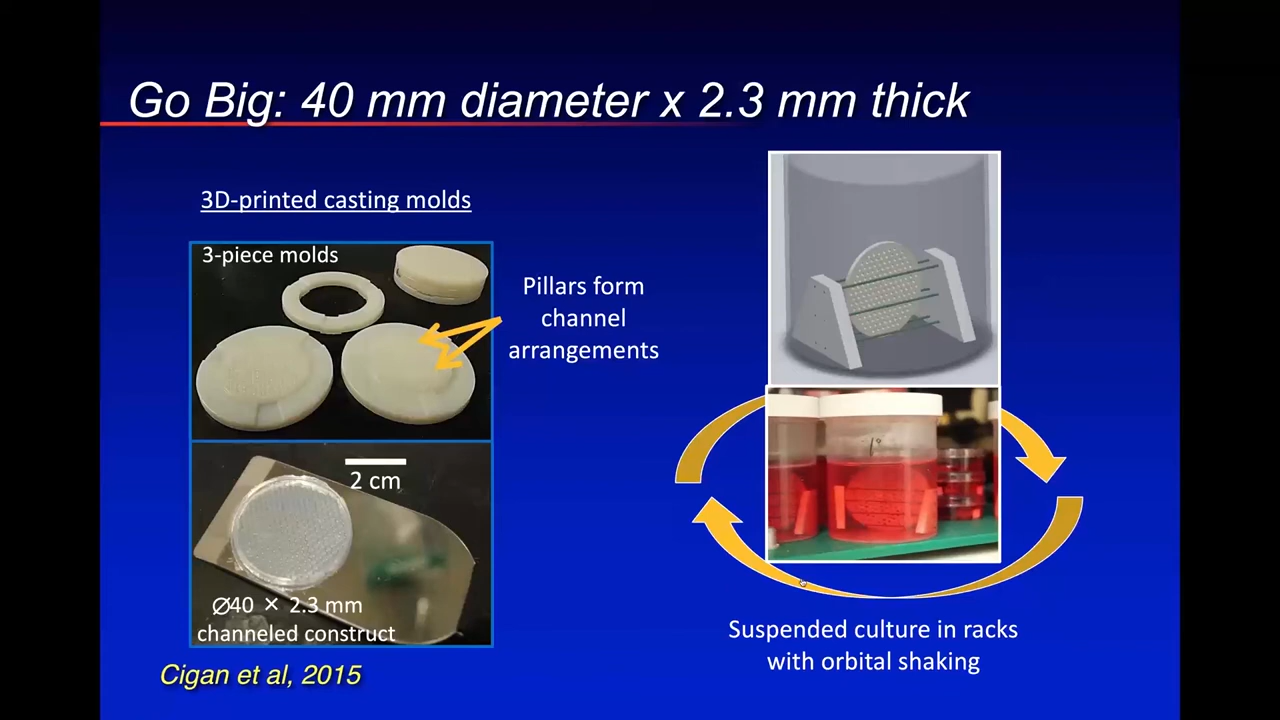 Go Big: 40 mm diameter x 2.3 mm thick
3D-printed casting molds
3-piece molds
Pillars form
channel
arrangements
2 cm
∅40 × 2.3 mm
channeled construct
Cigan et al, 2015
Suspended culture in racks
with orbital shaking